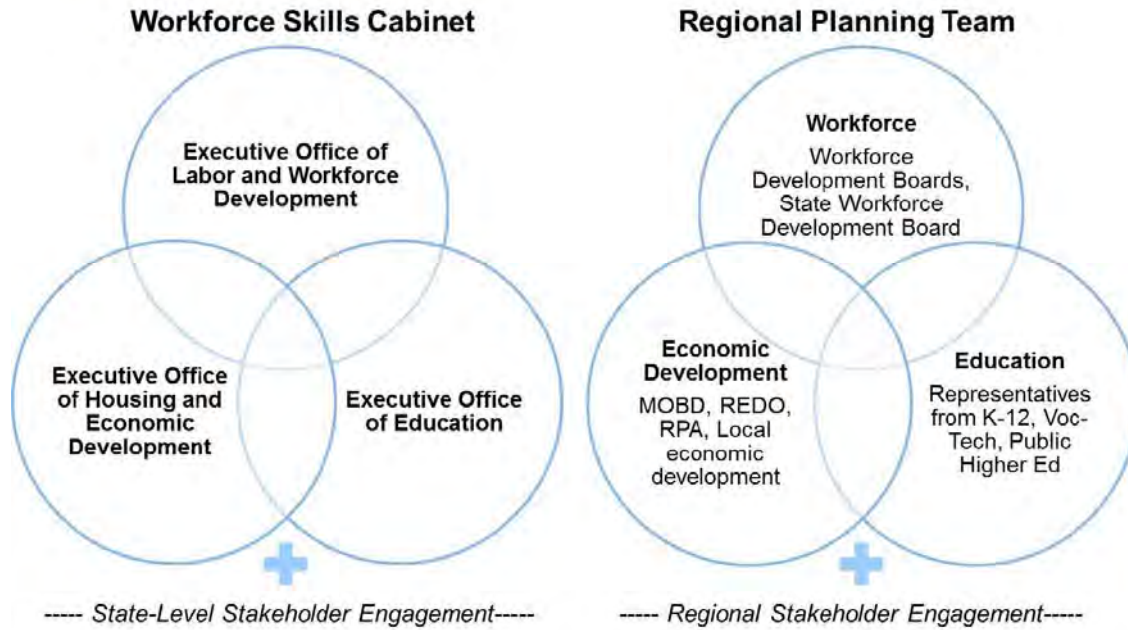 Workforce Skills Cabinet
Executive Office of
Labor and Workforce
Development
Executive Office
of Housing and
Economic
Development
Executive Office
of Education
----- State-Level Stakeholder Engagement-----
Regional Planning Team
Workforce
Workforce
Development Boards,
State Workforce
Development Board
Economic
Development
MOBD, REDO,
RPA, Local
economic
development
Education
Representatives
from K-12, Voc-
Tech, Public
Higher Ed
----- Regional Stakeholder Engagement-----